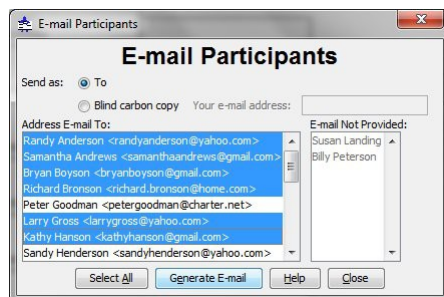 E-mail Participants
E-mail Participants
Send as: To
Blind carbon copy Your e-mail address:
Address E-mail To: E-mail Not Provided:
Randy Anderson <randyanderson@yahoo.com> Susan Landing
Samantha Andrews <samanthaandrews@gmail.com> Billy Peterson
Bryan Boyson <bryanboyson@gmail.com>
Richard Bronson <richard.bronson@home.com>
Peter Goodman <petergoodman@charter.net>
Larry Gross <larrygross@yahoo.com>
Kathy Hanson <kathyhanson@gmail.com>
Sandy Henderson <sandyhenderson@yahoo.com>
Select All Generate E-mail Help Close